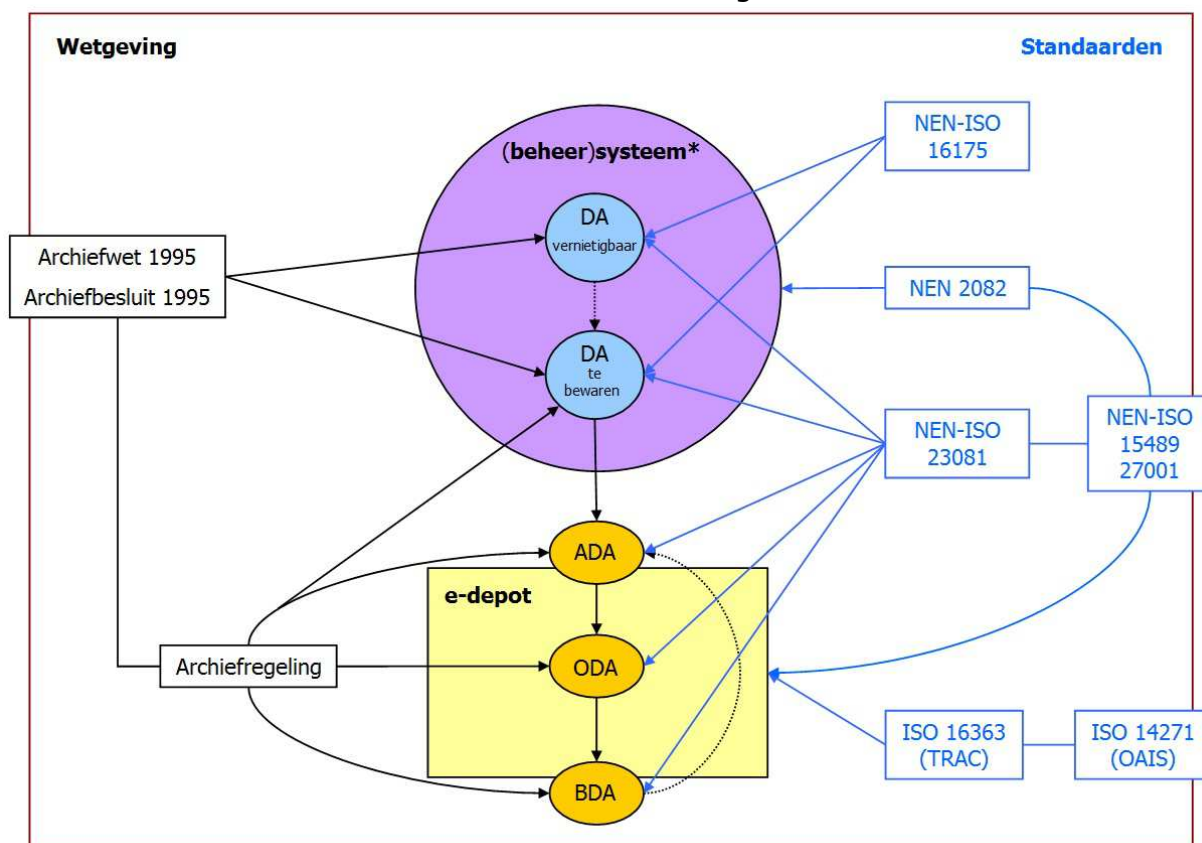 Wetgeving
Standaarden
(beheer)systeem*
DA
vernietigbaar
DA
te
bewaren
Archiefwet 1995
Archiefbesluit 1995
Archiefregeling
ADA
e-depot
ODA
BDA
NEN-ISO
16175
NEN 2082
NEN-ISO
23081
NEN-ISO
15489
27001
ISO 16363
(TRAC)
ISO 14271
(OAIS)